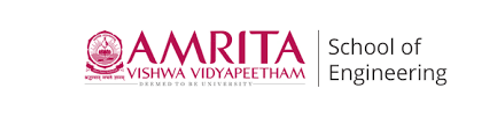 AMRITA
VISHWA VIDYAPEETHAM
DEEMED TO BE UNIVERSITY
School of
Engineering